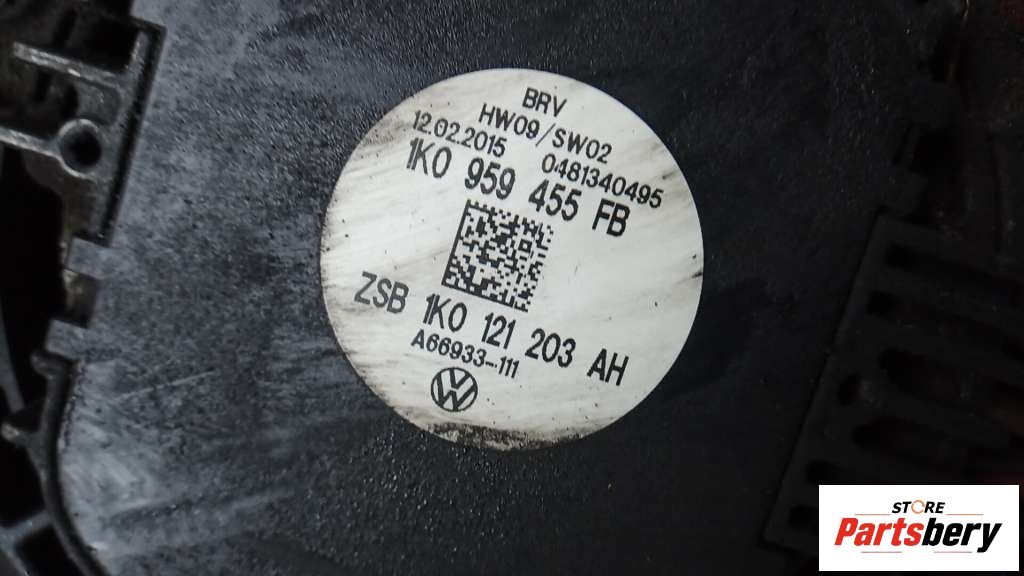 BRV
HW09/SW02
12.02.2015 0481340495
1K0 959 455 FB
ZSB 1K0 121 203 AH
A66933-111
VW
STORE
Partsbery